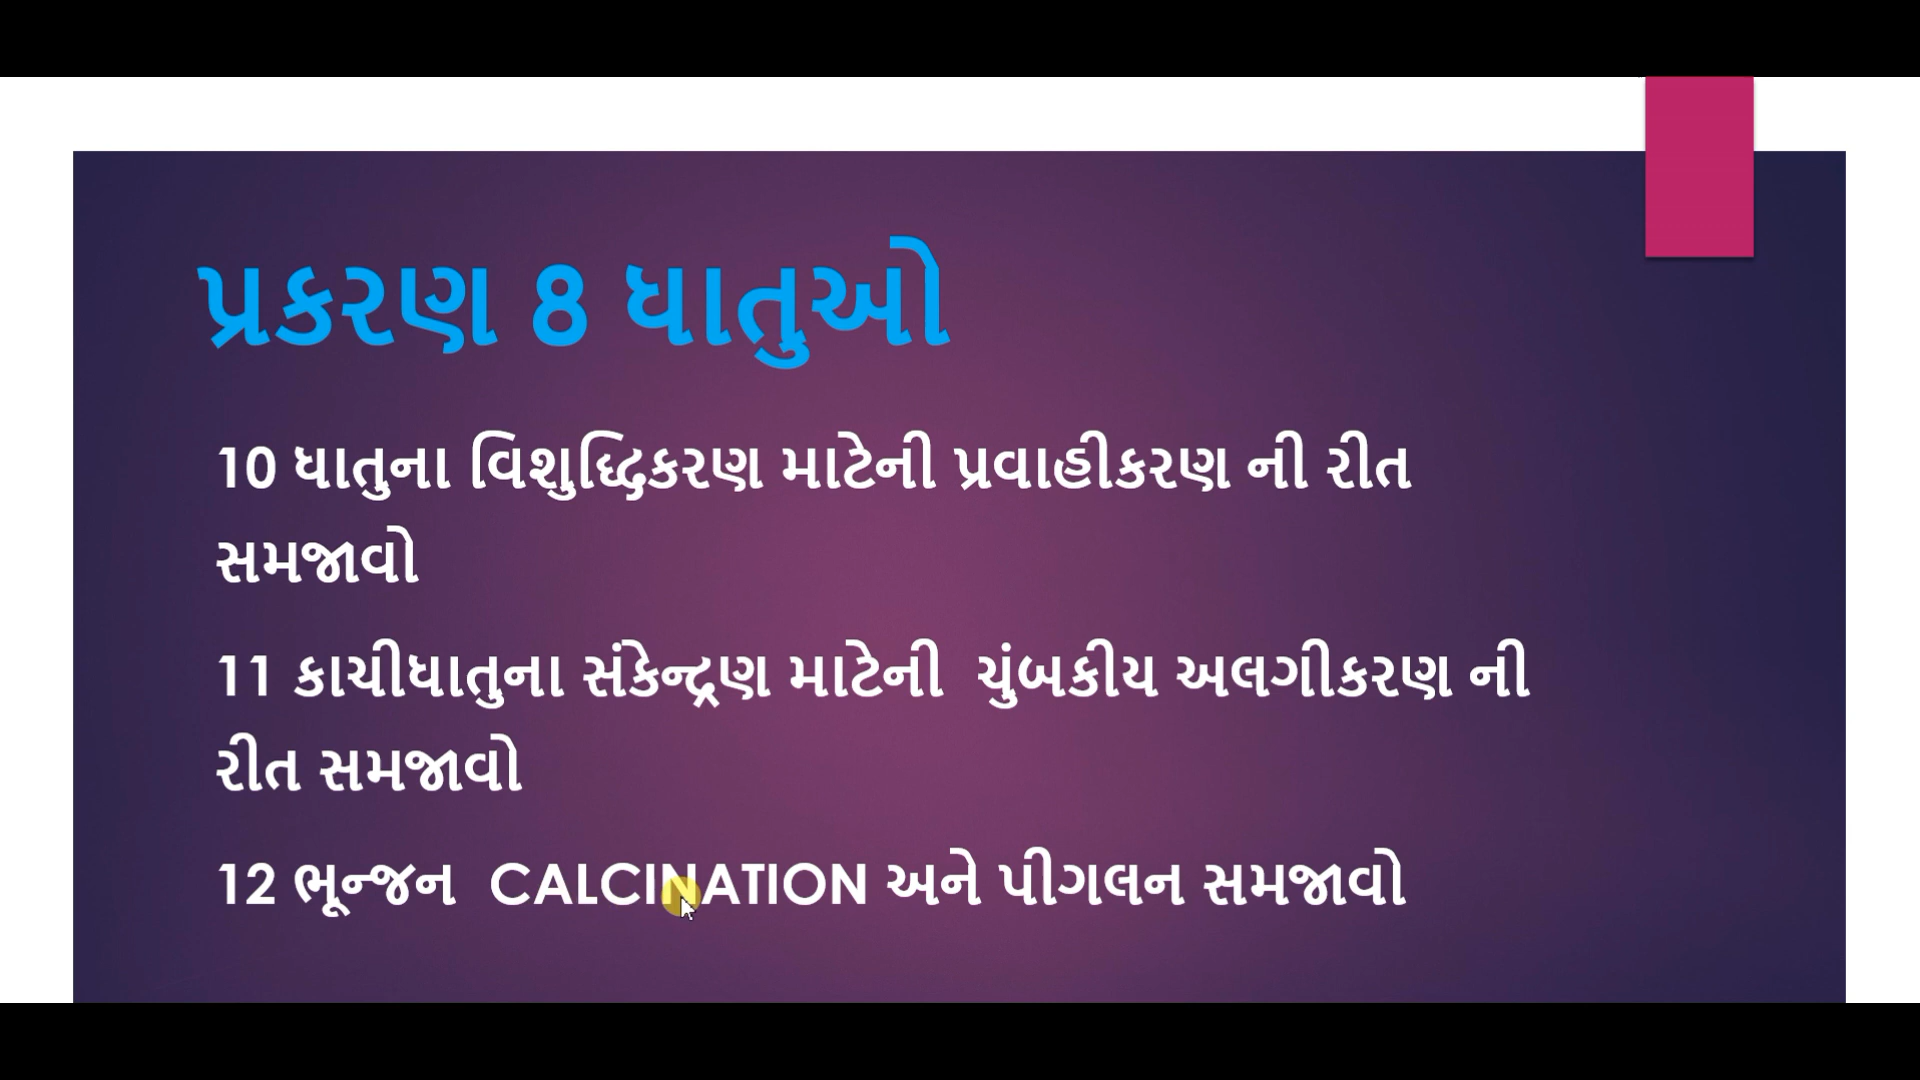 પ્રકરણ 8 ધાતુઓ
10 ધાતુના વિશુધ્ધિકરણ માટેની પ્રવાહીકરણ ની રીત
સમજાવો
11 કાચીધાતુના સંકેન્દ્રણ માટેની ચુંબકીય અલગીકરણ ની
રીત સમજાવો
12 ભૂન્જન CALCINATION અને પીગલન સમજાવો